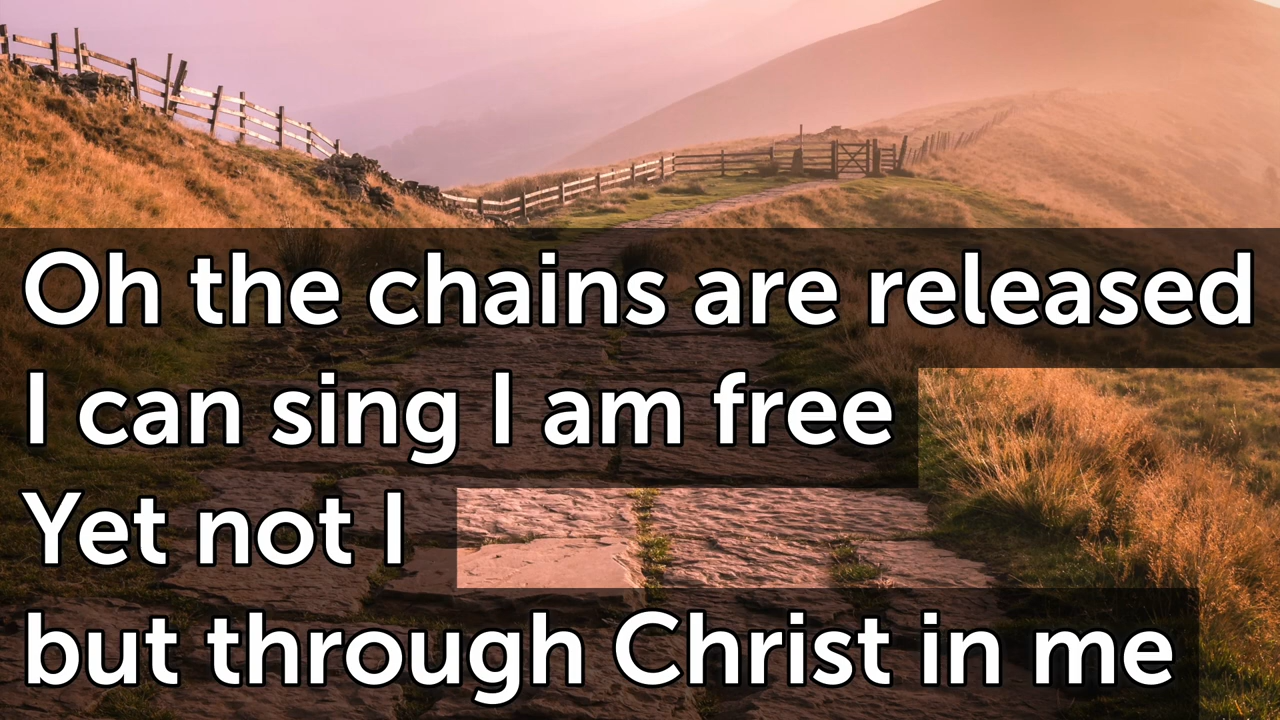 Oh the chains are released
I can sing I am free
Yet not I
but through Christ in me